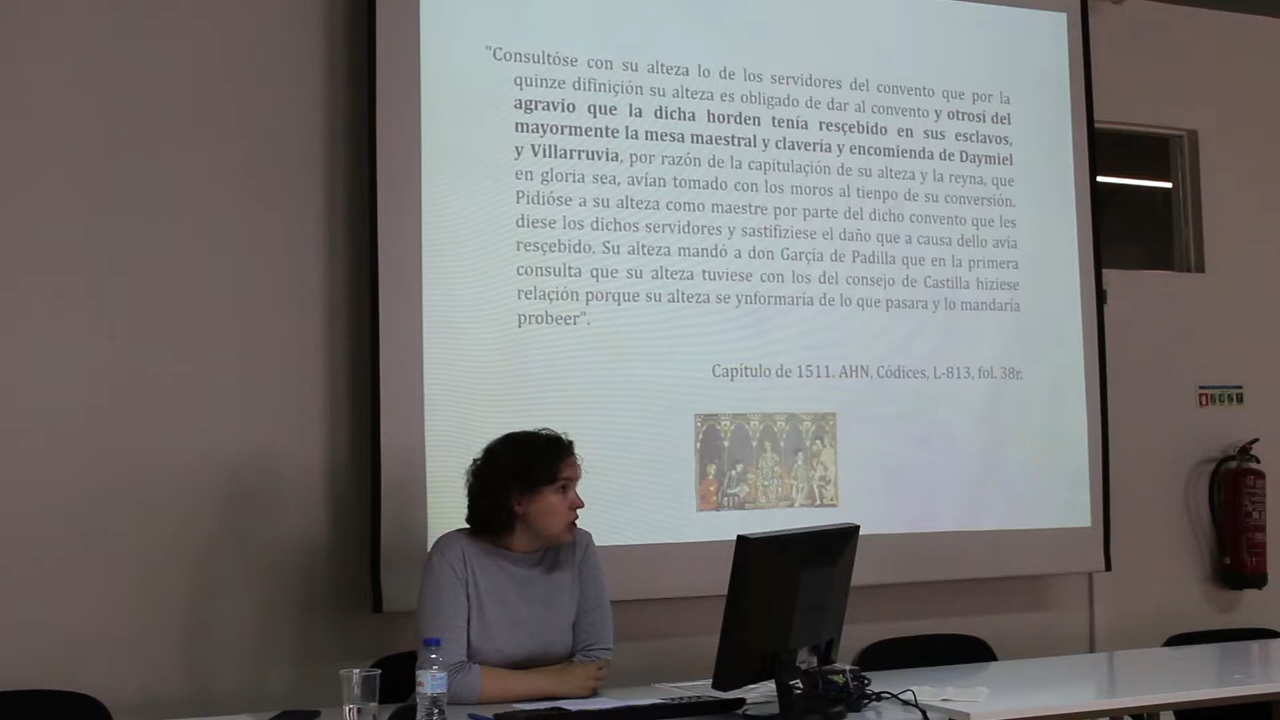 "Consultóse con su alteza lo de los servidores del convento que por la
quinze difiniçión su alteza es obligado de dar al convento y otrosí del
agravio que la dicha horden tenía resçebido en sus esclavos,
mayormente la mesa maestral y clavería y encomienda de Daymiel
y Villarruvia, por razón de la capitulaçión de su alteza y la reyna, que
en gloria sea, avían tomado con los moros al tienpo de su conversión.
Pidióse a su alteza como maestre por parte del dicho convento que les
diese los dichos servidores y sastifiziese el daño que a causa dello avía
resçebido. Su alteza mandó a don Garçía de Padilla que en la primera
consulta que su alteza tuviese con los del consejo de Castilla hiziese
relaçión porque su alteza se ynformaría de lo que pasara y lo mandaría
probeer".
Capítulo de 1511. AHN, Códices, L-813, fol. 38r.